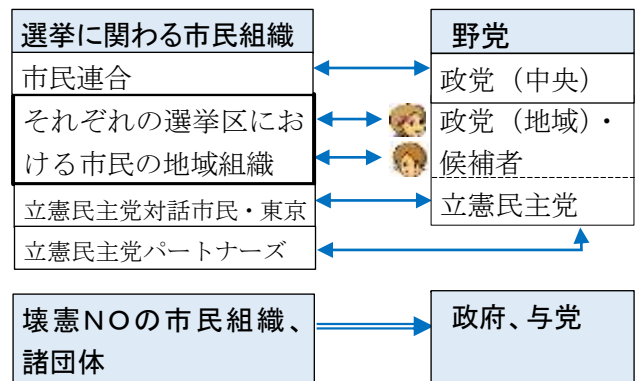 選挙に関わる市民組織
市民連合
それぞれの選挙区にお
ける市民の地域組織
立憲民主党対話市民・東京
立憲民主党パートナーズ
野党
政党（中央）
政党（地域）・
候補者
立憲民主党
壊憲NOの市民組織、
諸団体
政府、与党